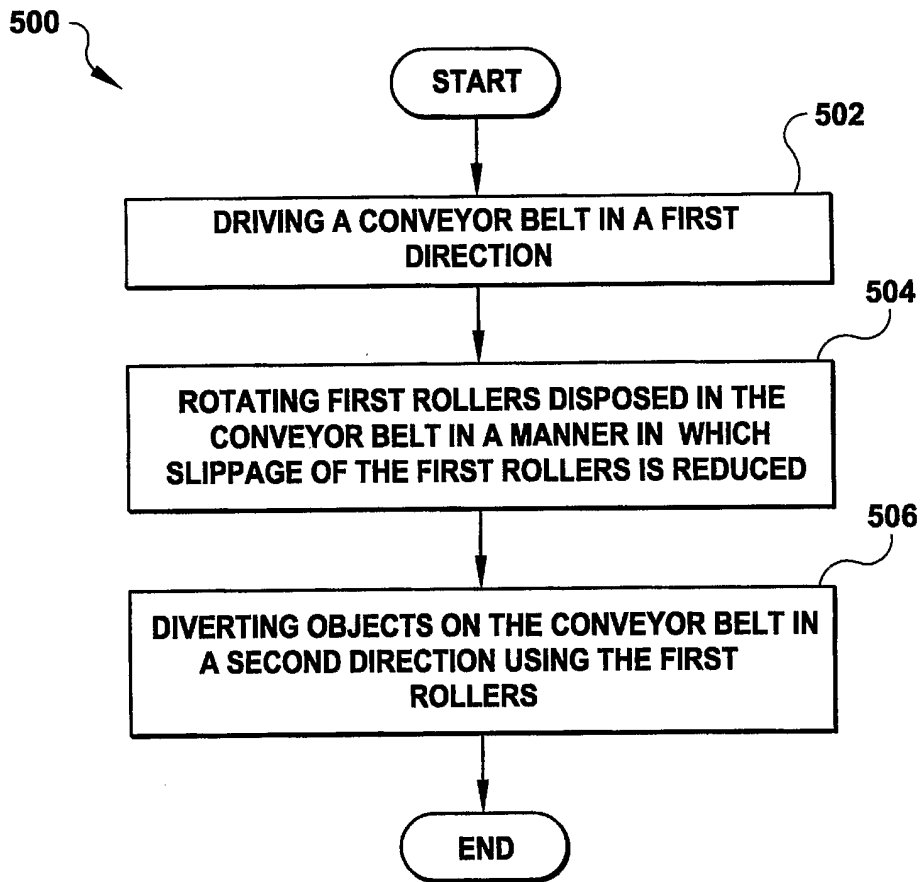 500
START
502
DRIVING A CONVEYOR BELT IN A FIRST
DIRECTION
504
ROTATING FIRST ROLLERS DISPOSED IN THE
CONVEYOR BELT IN A MANNER IN WHICH
SLIPPAGE OF THE FIRST ROLLERS IS REDUCED
506
DIVERTING OBJECTS ON THE CONVEYOR BELT IN
A SECOND DIRECTION USING THE FIRST
ROLLERS
END